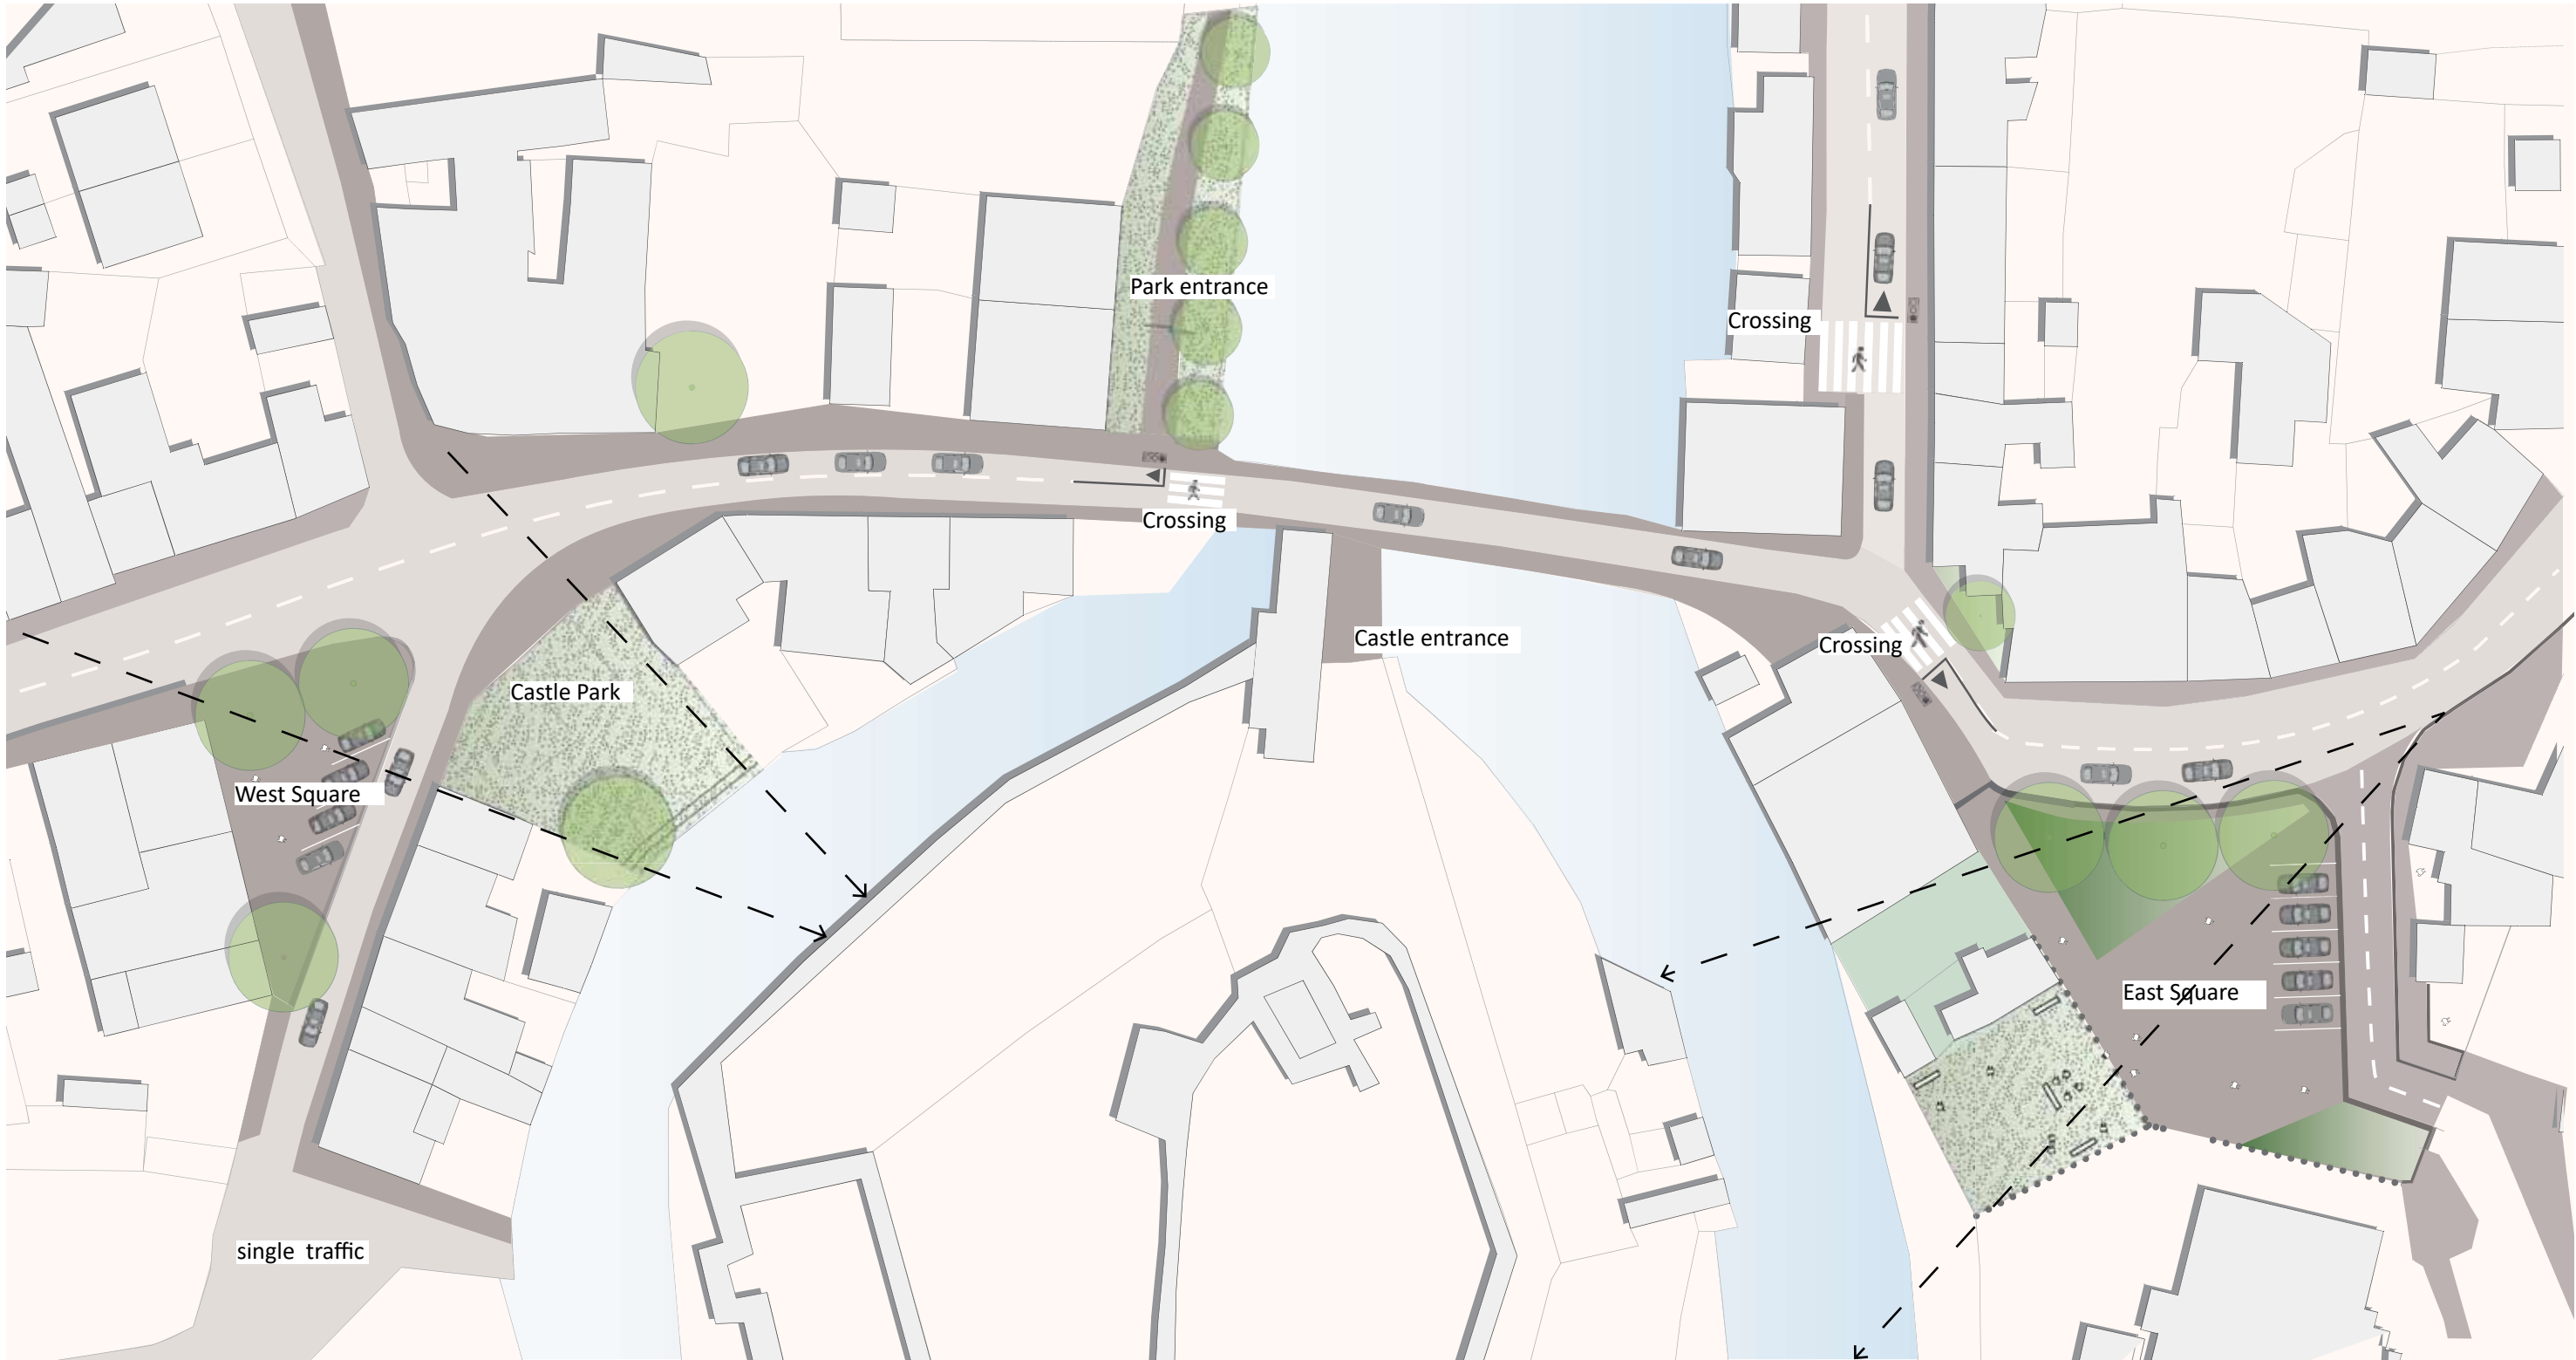 Park entrance
Crossing
Crossing
Castle entrance
Crossing
Castle Park
West Square
East Square
single traffic